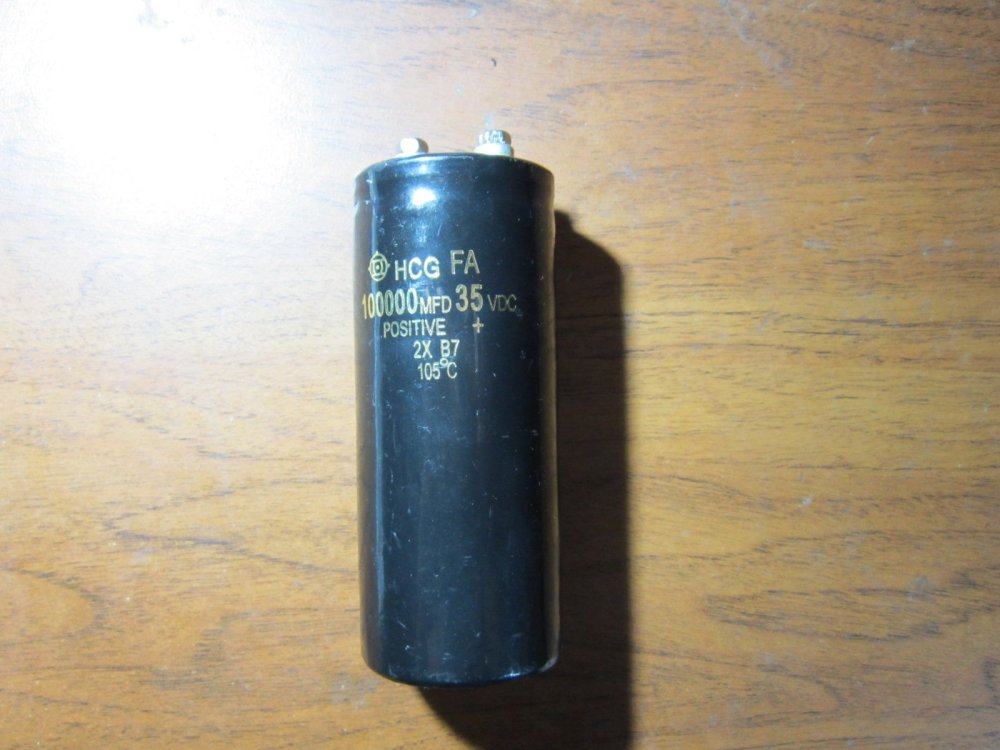 HCG FA
100000MFD 35 VDC
POSITIVE +
2X B7
105°C